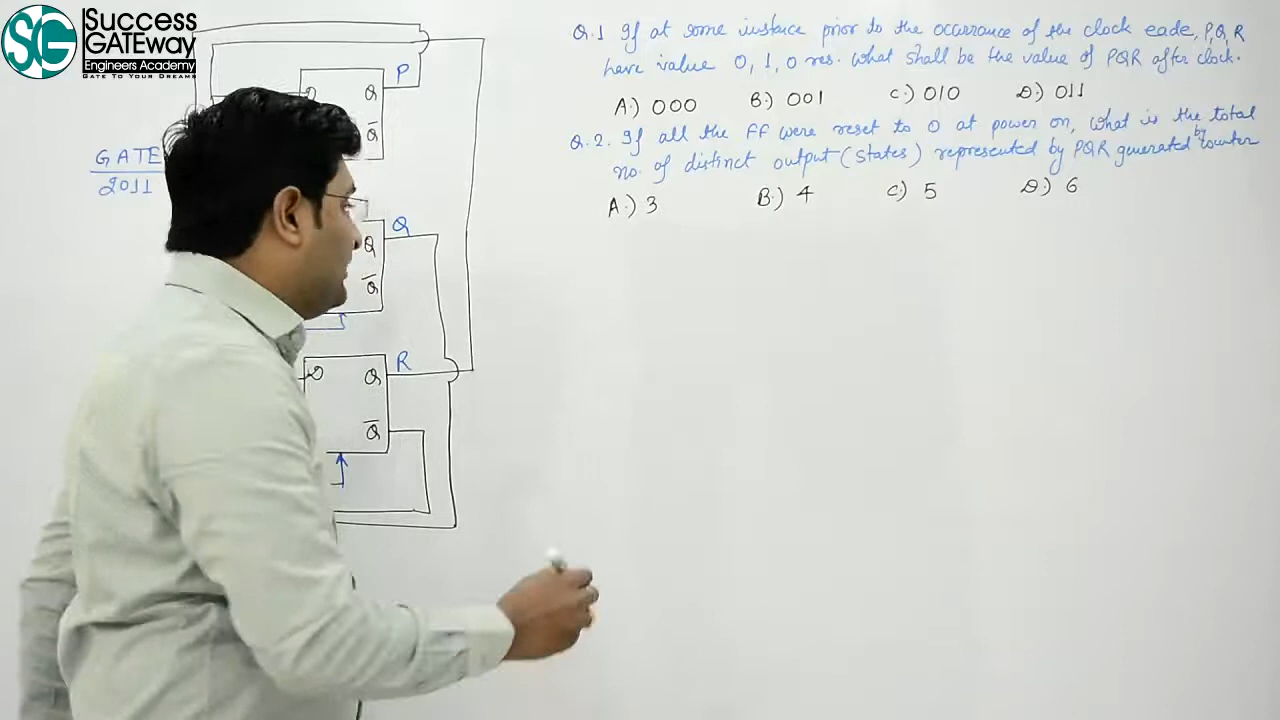 Success
GATEway
Engineers Academy
GATE TO YOUR DREAMS
GATE
2011
P
D
Q
Q̅
Q
Q
Q̅
R
D
Q
Q̅
Q.1 If at some instance prior to the occurrance of the clock eade, P,Q,R
have value 0, 1, 0 res. What shall be the value of PQR after clock.
A.) 000 B.) 001 C.) 010 D.) 011
Q.2. If all the FF were reset to 0 at power on, what is the total
no. of distinct output (states) represented by PQR generated by counter
A.) 3 B.) 4 C.) 5 D.) 6